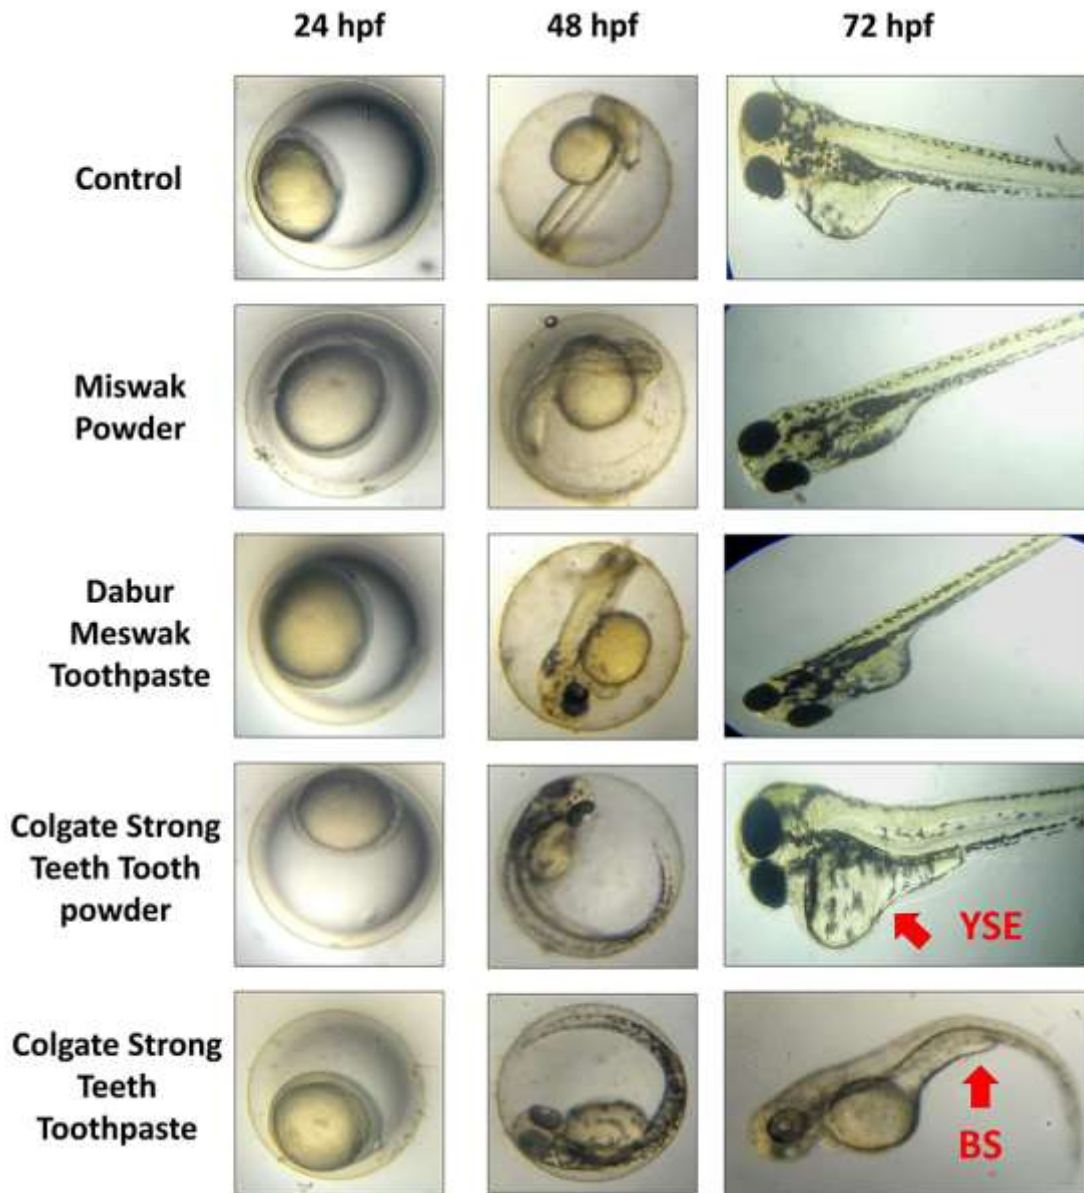 24 hpf 48 hpf 72 hpf
Control
Miswak
Powder
Dabur
Meswak
Toothpaste
Colgate Strong
Teeth Tooth
powder
YSE
Colgate Strong
Teeth
Toothpaste
BS